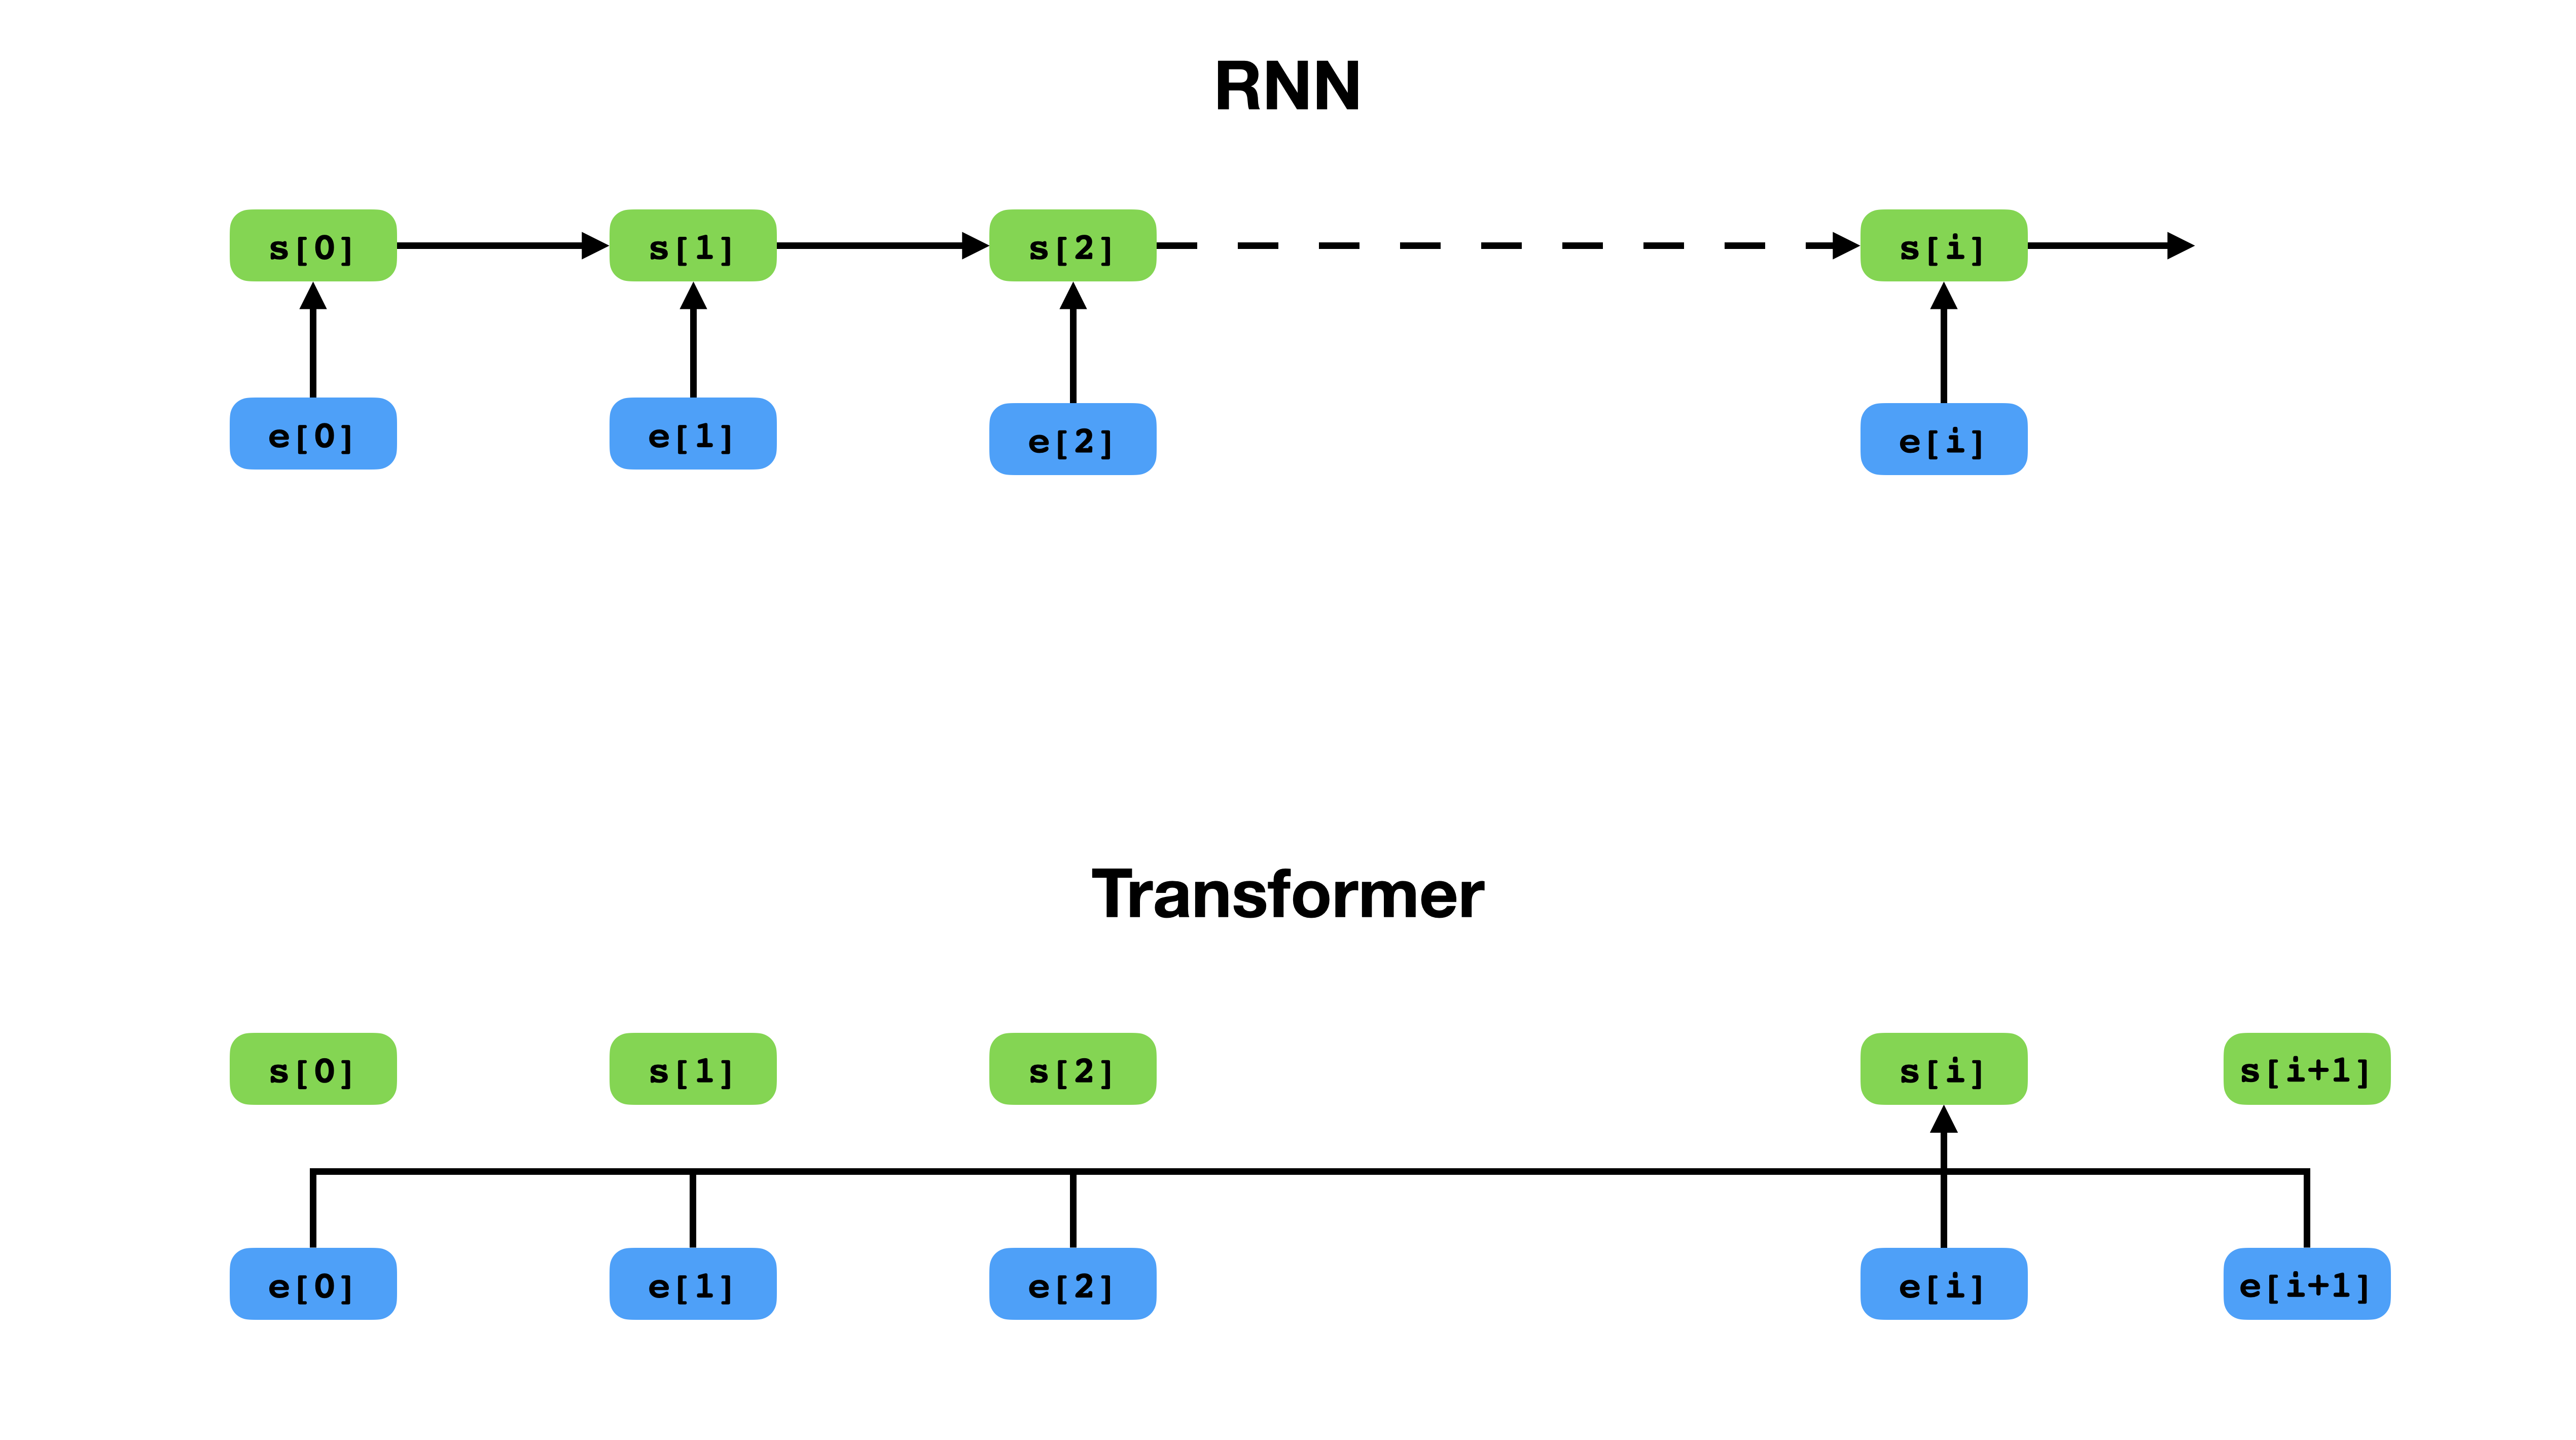 RNN
s[0] s[1] s[2] s[i]
e[0] e[1] e[2] e[i]
Transformer
s[0] s[1] s[2] s[i] s[i+1]
e[0] e[1] e[2] e[i] e[i+1]